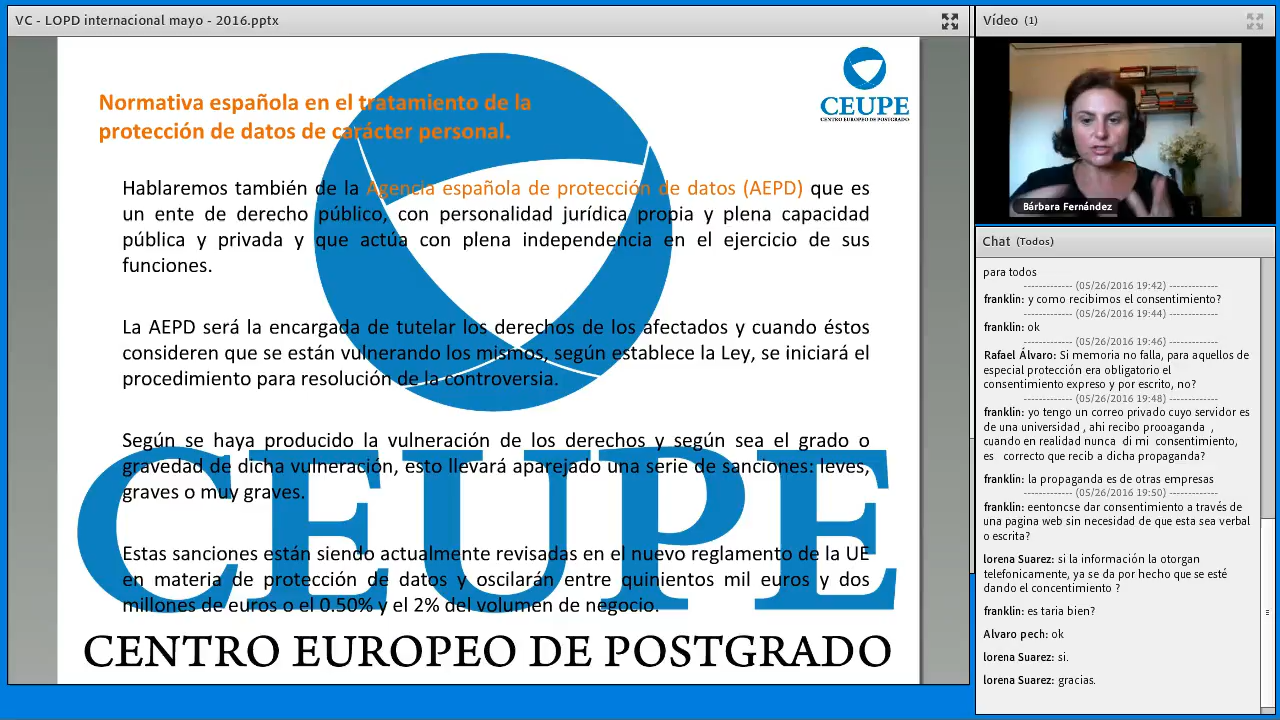 VC - LOPD internacional mayo - 2016.pptx
Normativa española en el tratamiento de la
protección de datos de carácter personal.
CEUPE
CENTRO EUROPEO DE POSTGRADO
Hablaremos también de la Agencia española de protección de datos (AEPD) que es
un ente de derecho público, con personalidad jurídica propia y plena capacidad
pública y privada y que actúa con plena independencia en el ejercicio de sus
funciones.
La AEPD será la encargada de tutelar los derechos de los afectados y cuando éstos
consideren que se están vulnerando los mismos, según establece la Ley, se iniciará el
procedimiento para resolución de la controversia.
Según se haya producido la vulneración de los derechos y según sea el grado o
gravedad de dicha vulneración, esto llevará aparejado una serie de sanciones: leves,
graves o muy graves.
Estas sanciones están siendo actualmente revisadas en el nuevo reglamento de la UE
en materia de protección de datos y oscilarán entre quinientos mil euros y dos
millones de euros o el 0.50% y el 2% del volumen de negocio.
CEUPE
CENTRO EUROPEO DE POSTGRADO
Vídeo (1)
Bárbara Fernández
Chat (Todos)
para todos
------------- (05/26/2016 19:42) -------------
franklin: y como recibimos el consentimiento?
------------- (05/26/2016 19:44) -------------
franklin: ok
------------- (05/26/2016 19:46) -------------
Rafael Álvaro: Si memoria no falla, para aquellos de
especial protección era obligatorio el
consentimiento expreso y por escrito, no?
------------- (05/26/2016 19:48) -------------
franklin: yo tengo un correo privado cuyo servidor es
de una universidad , ahi recibo prooaganda ,
cuando en realidad nunca di mi consentimiento,
es correcto que recib a dicha propaganda?
franklin: la propaganda es de otras empresas
------------- (05/26/2016 19:50) -------------
franklin: eentoncse dar consentimiento a través de
una pagina web sin necesidad de que esta sea verbal
o escrita?
lorena Suarez: si la información la otorgan
telefonicamente, ya se da por hecho que se esté
dando el concentimiento ?
franklin: es taria bien?
Alvaro pech: ok
lorena Suarez: si.
lorena Suarez: gracias.